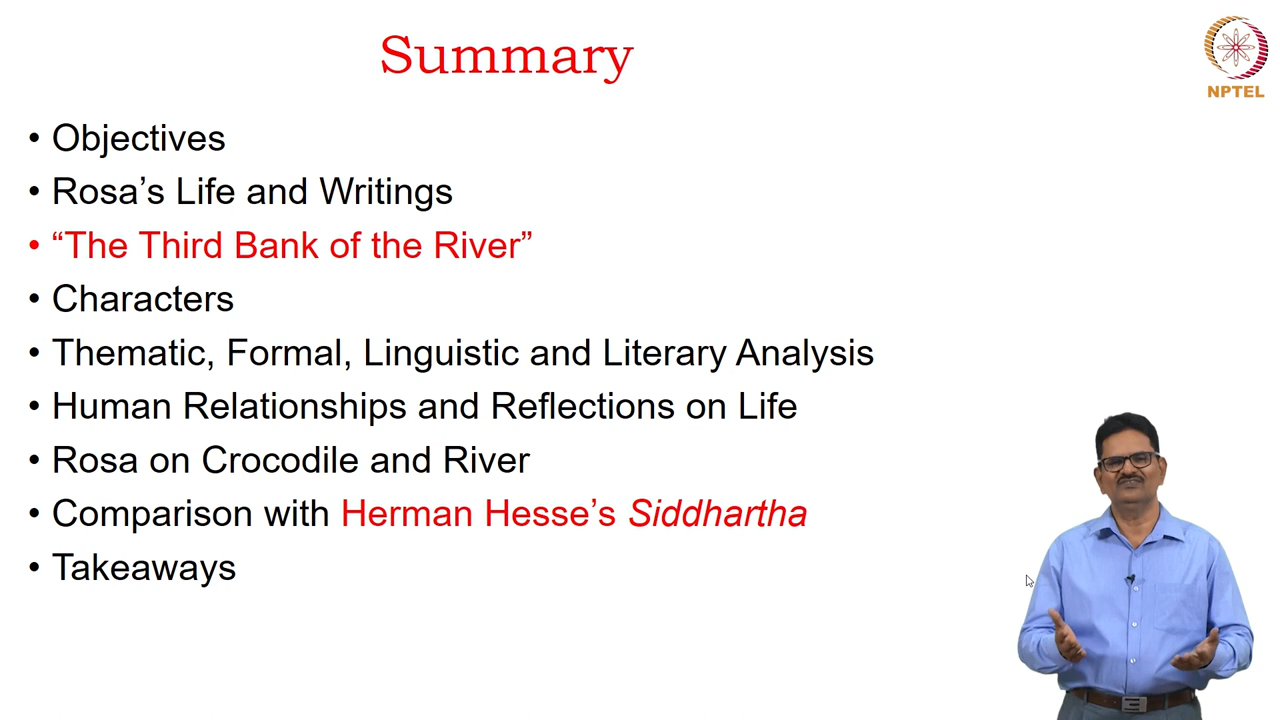 Summary
NPTEL
• Objectives
• Rosa’s Life and Writings
• “The Third Bank of the River”
• Characters
• Thematic, Formal, Linguistic and Literary Analysis
• Human Relationships and Reflections on Life
• Rosa on Crocodile and River
• Comparison with Herman Hesse’s Siddhartha
• Takeaways